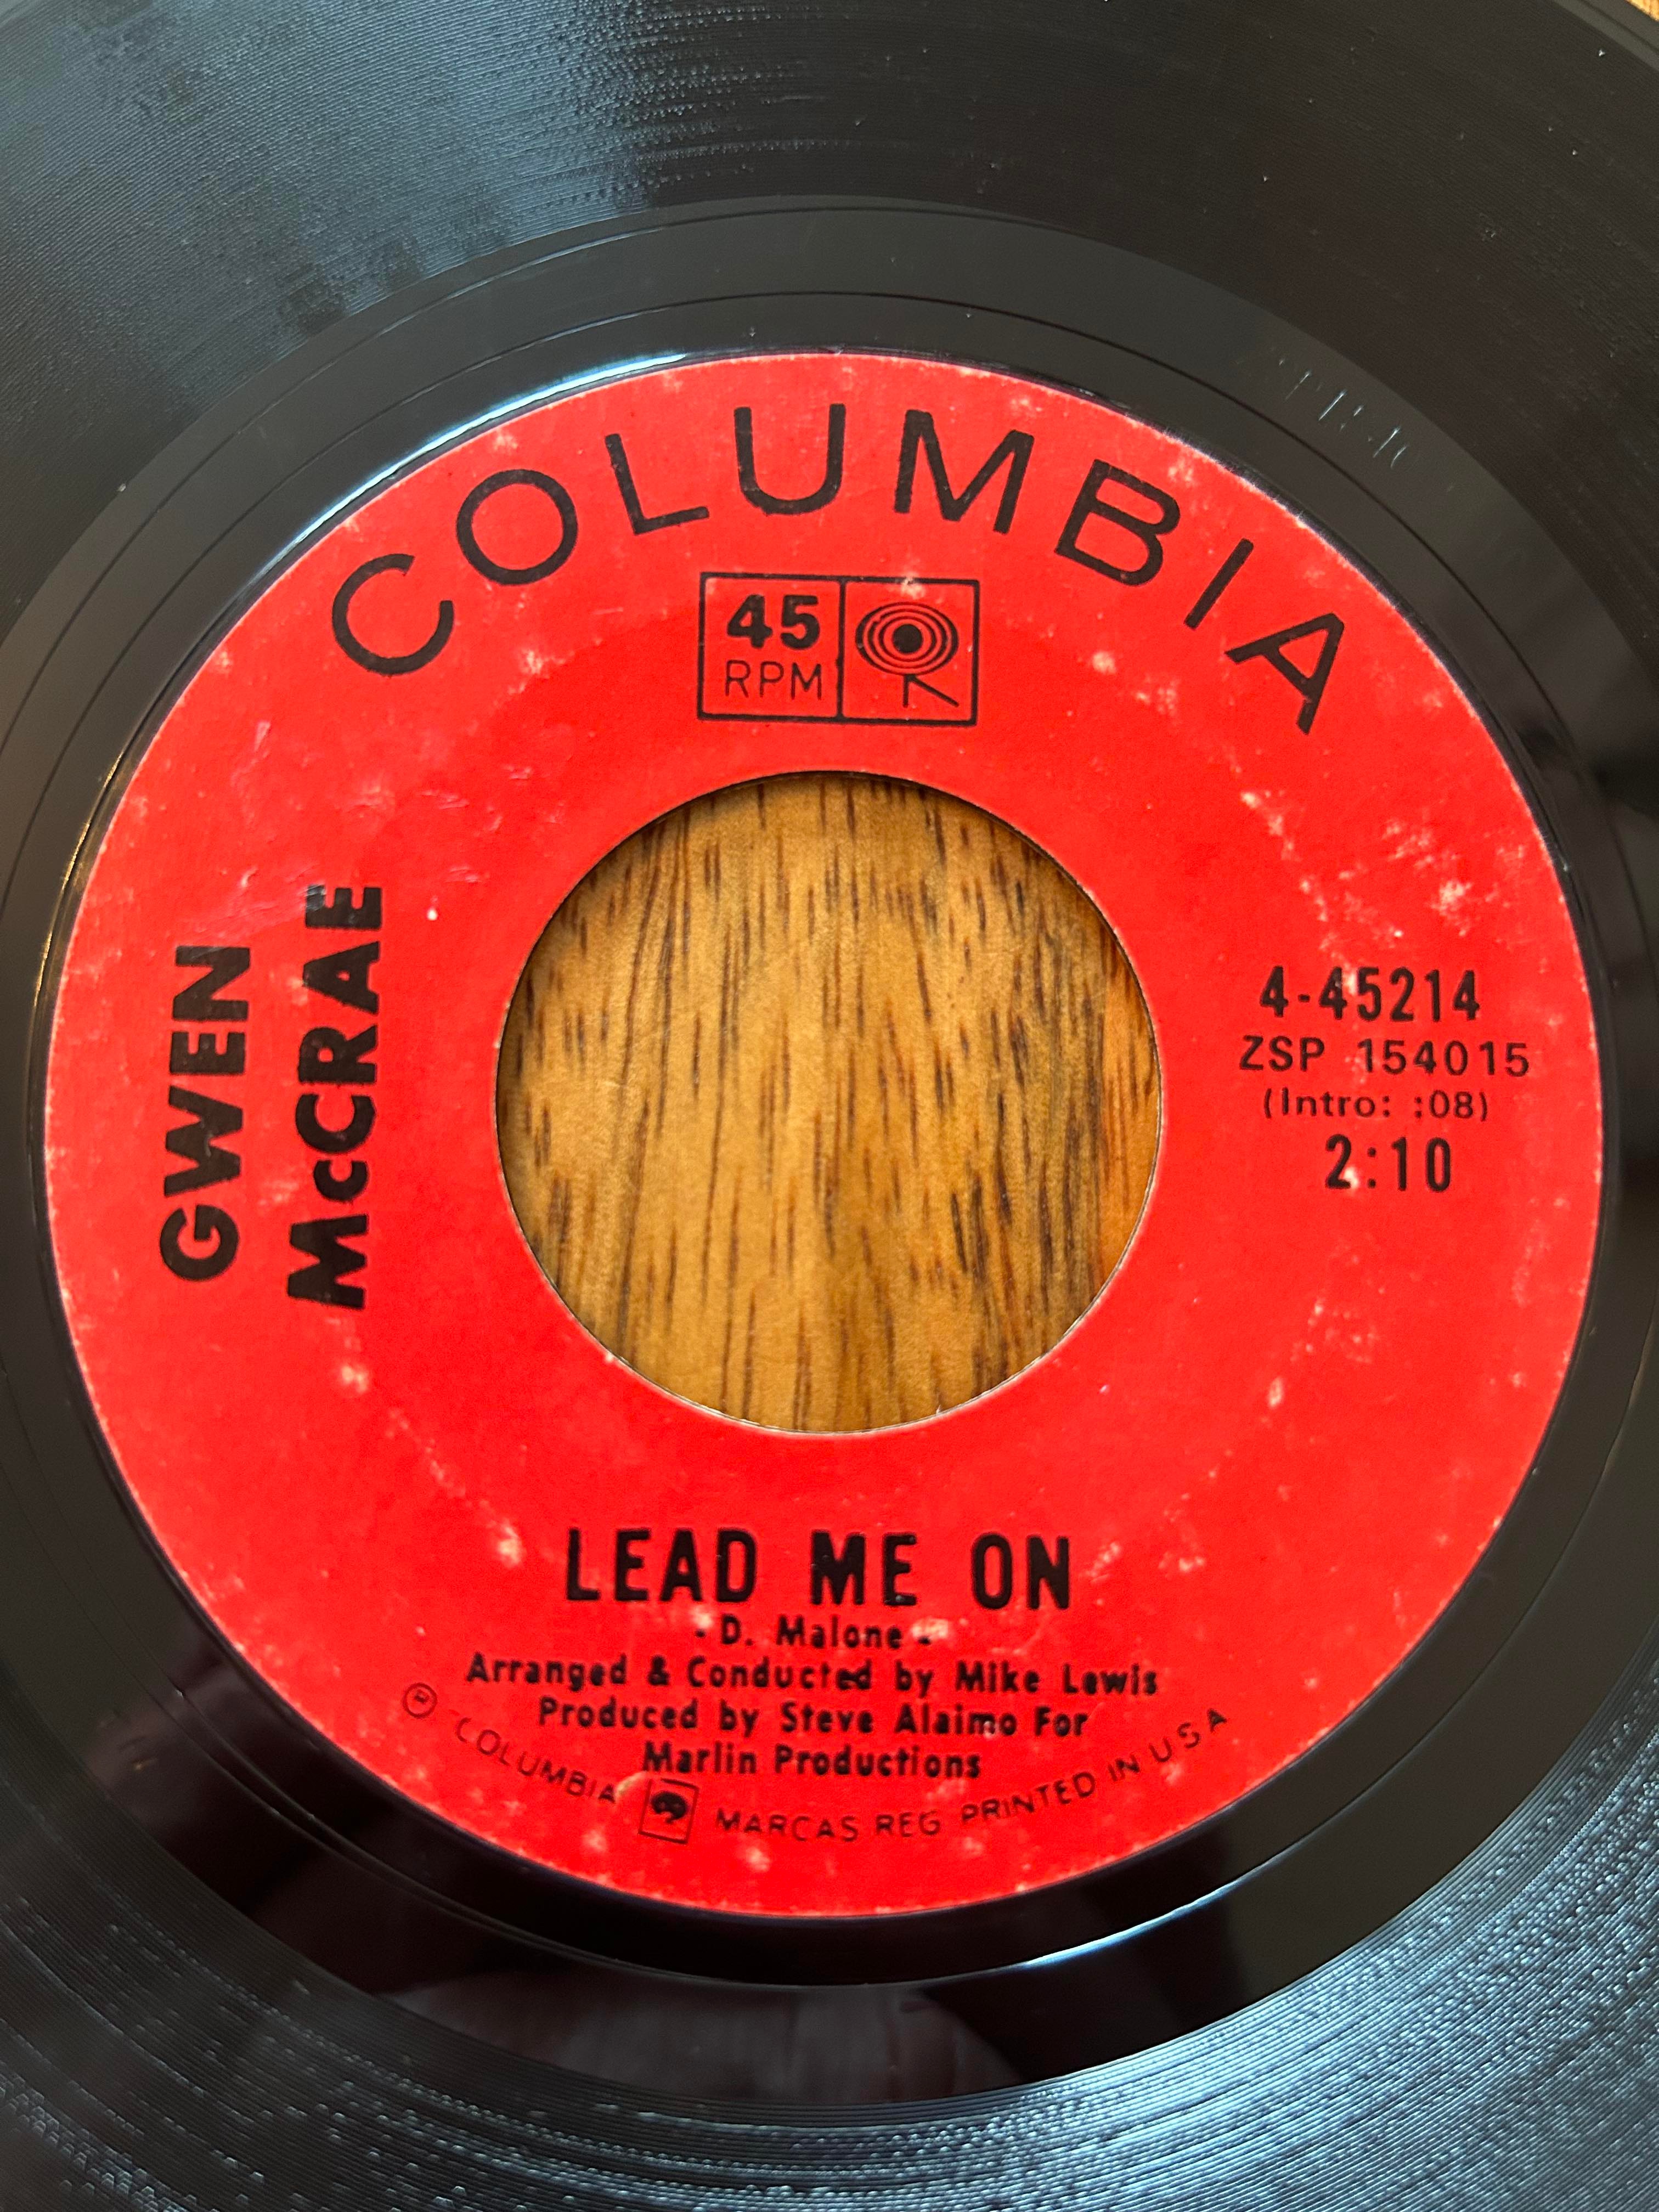 COLUMBIA
45
RPM
GWEN
McCRAE
4-45214
ZSP 154015
(Intro: :08)
2:10
LEAD ME ON
- D. Malone -
Arranged & Conducted by Mike Lewis
Produced by Steve Alaimo For
Marlin Productions
Ⓟ "COLUMBIA" MARCAS REG PRINTED IN U S A